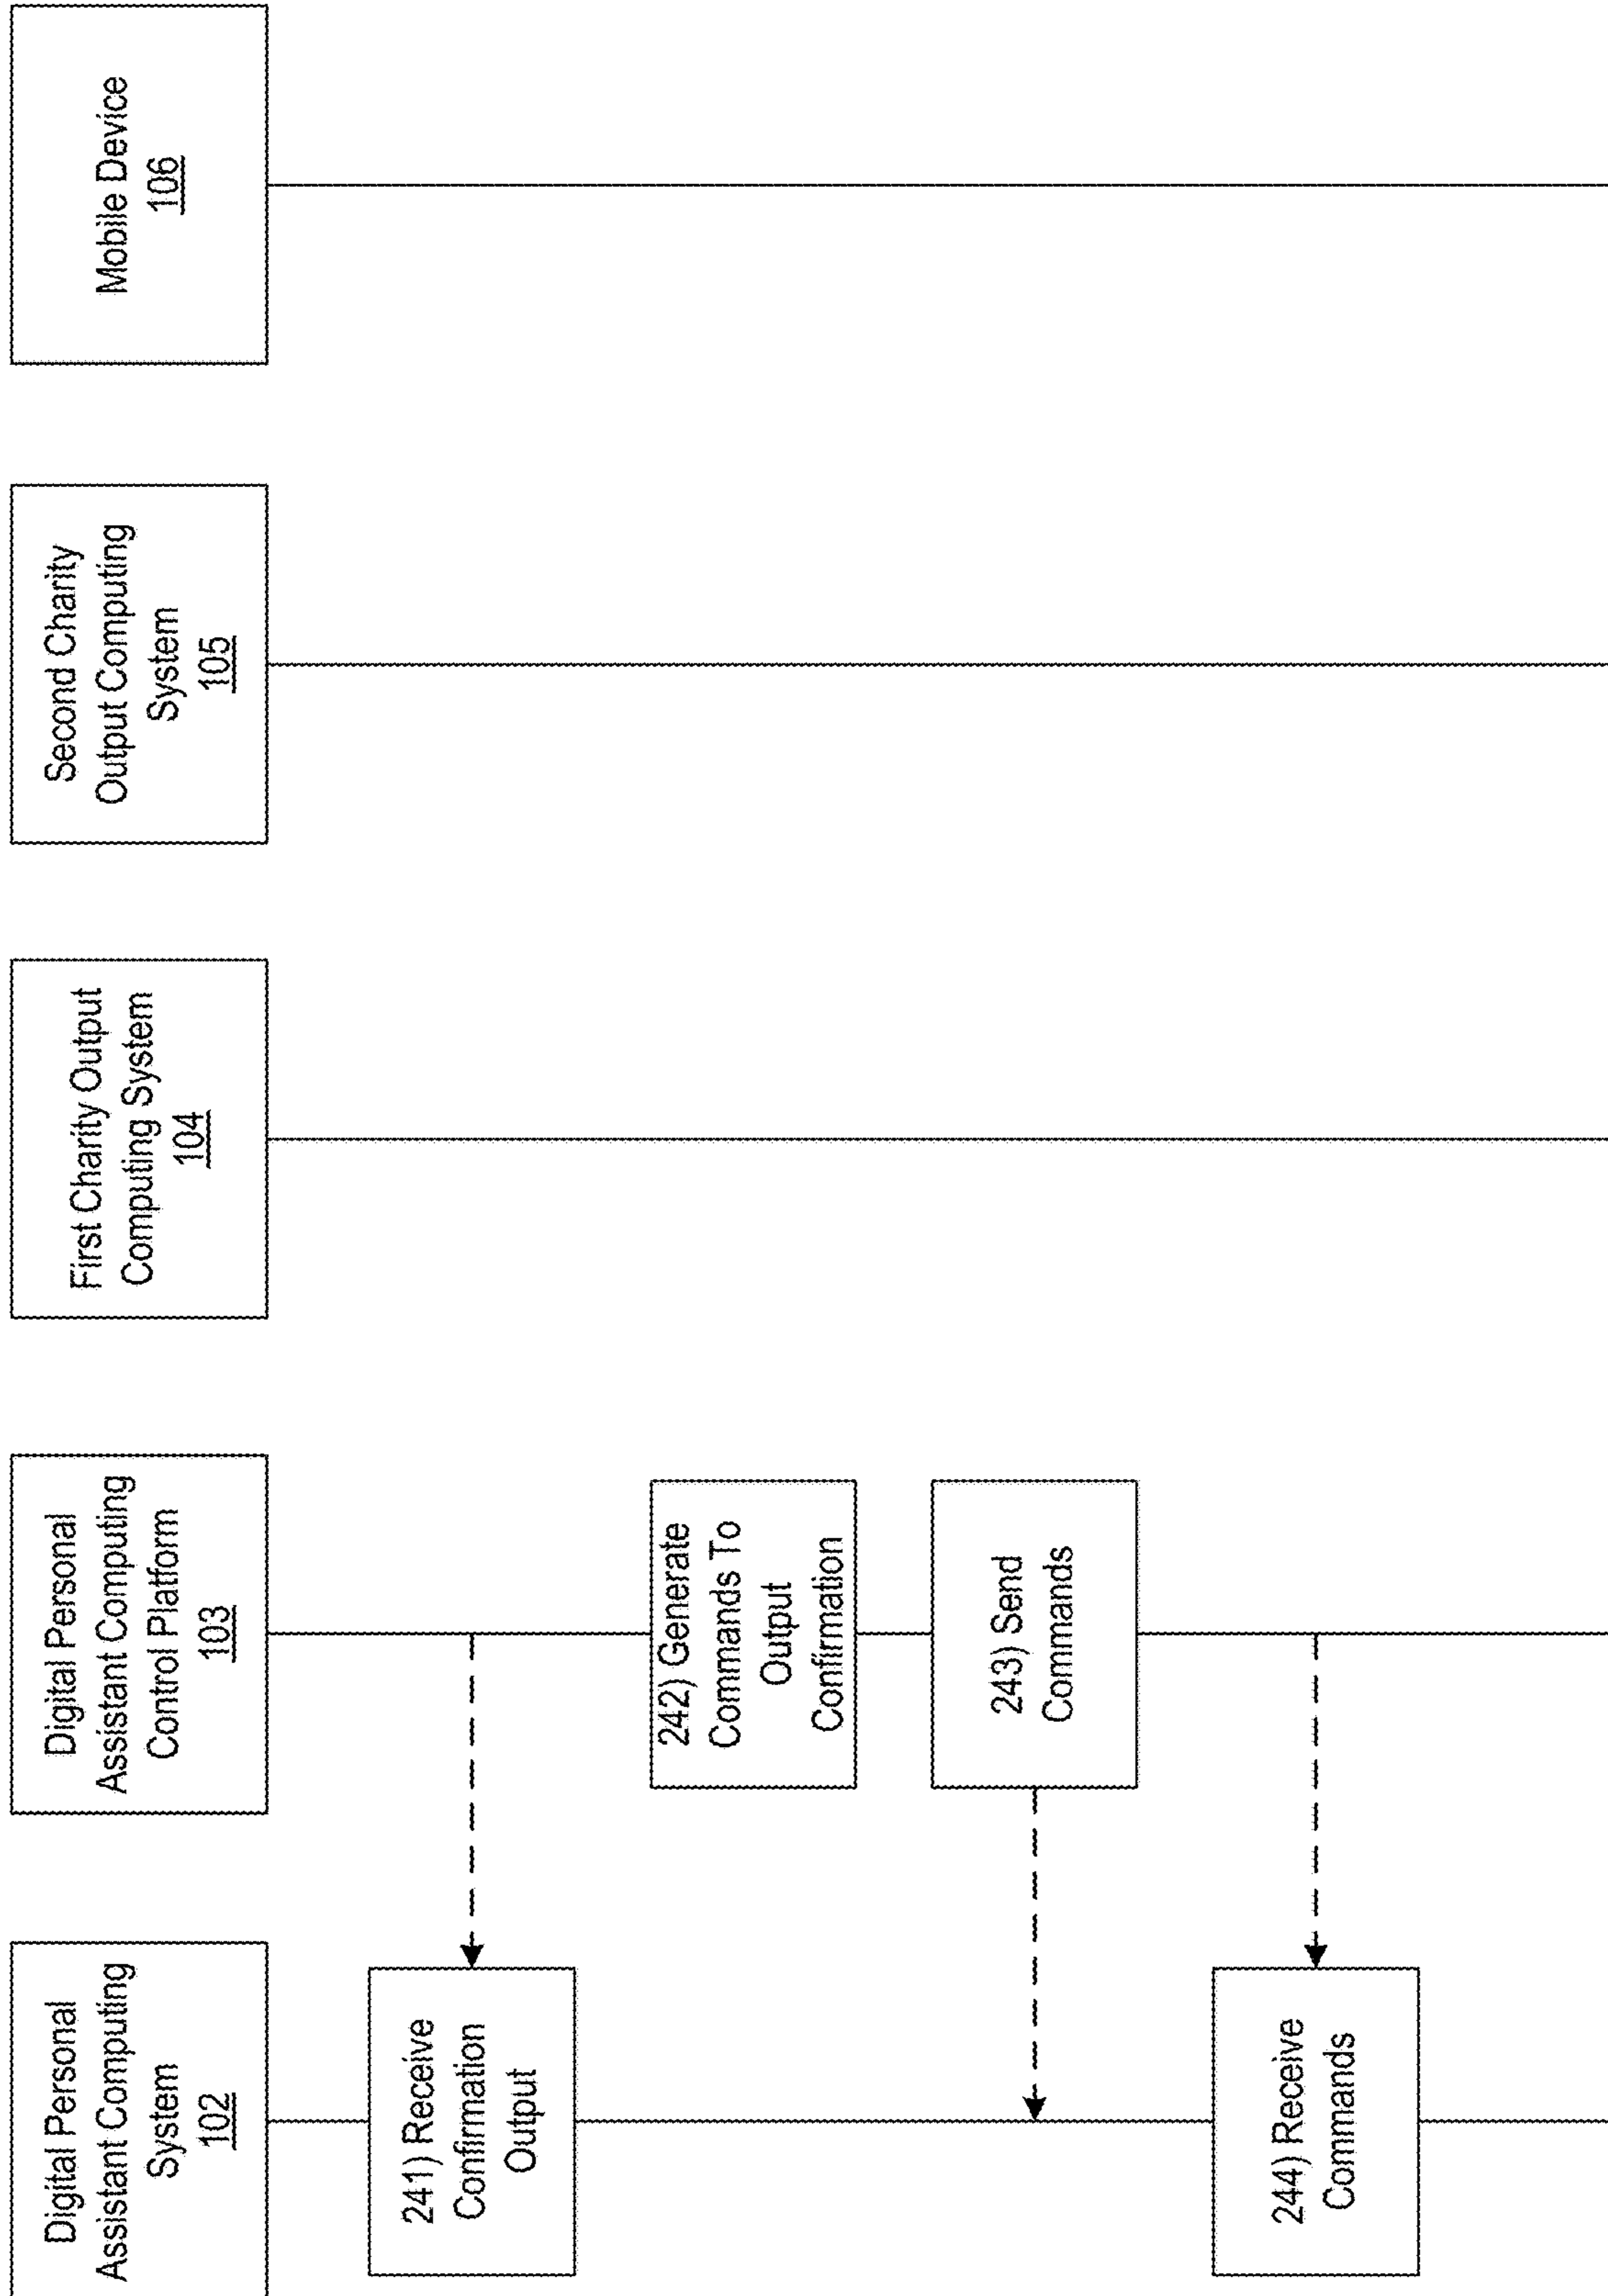 Digital Personal
Assistant Computing
System
102
Digital Personal
Assistant Computing
Control Platform
103
First Charity Output
Computing System
104
Second Charity
Output Computing
System
105
Mobile Device
106
241) Receive
Confirmation
Output
242) Generate
Commands To
Output
Confirmation
243) Send
Commands
244) Receive
Commands